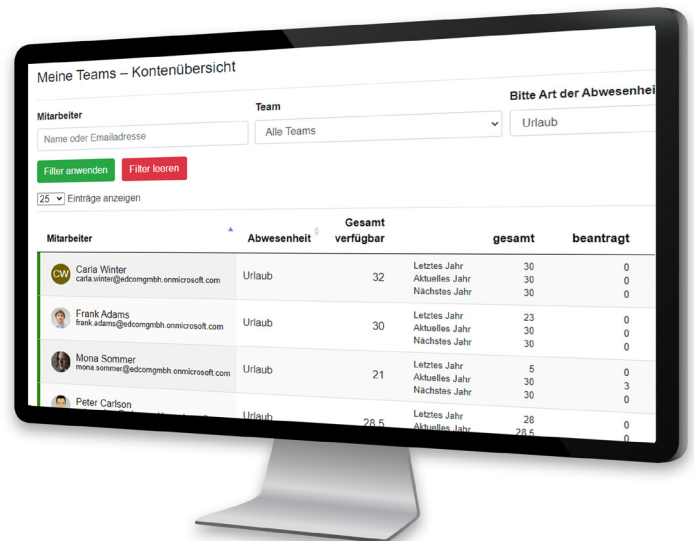 Meine Teams – Kontenübersicht
Mitarbeiter
Team
Bitte Art der Abwesenhei
Name oder Emailadresse
Alle Teams
Urlaub
Filter anwenden Filter leeren
25 Einträge anzeigen
Mitarbeiter Abwesenheit Gesamt verfügbar gesamt beantragt
CW Carla Winter
carla.winter@edcomgmbh.onmicrosoft.com
Urlaub 32
Letztes Jahr 30 0
Aktuelles Jahr 30 0
Nächstes Jahr 30 0
Frank Adams
frank.adams@edcomgmbh.onmicrosoft.com
Urlaub 30
Letztes Jahr 23 0
Aktuelles Jahr 30 0
Nächstes Jahr 30 0
Mona Sommer
mona.sommer@edcomgmbh.onmicrosoft.com
Urlaub 21
Letztes Jahr 5 0
Aktuelles Jahr 30 3
Nächstes Jahr 30 0
Peter Carlson
Urlaub 28.5
Letztes Jahr 28 0
Aktuelles Jahr 28.5 0